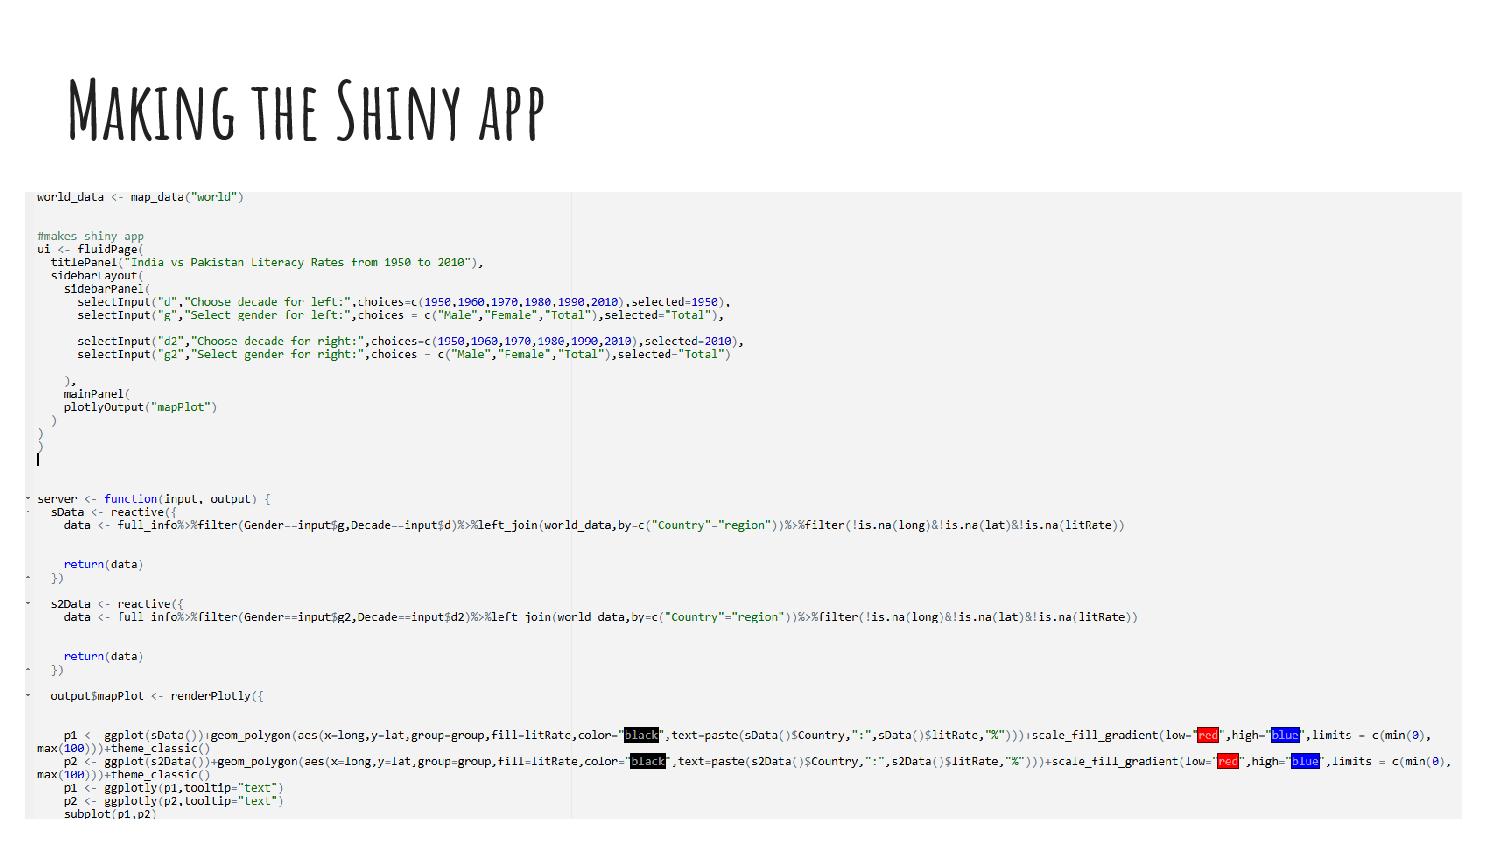 Making the Shiny app
world_data <- map_data("world")
#makes shiny app
ui <- fluidPage(
titlePanel("India vs Pakistan Literacy Rates from 1950 to 2010"),
sidebarLayout(
sidebarPanel(
selectInput("d","Choose decade for left:",choices=c(1950,1960,1970,1980,1990,2010),selected=1950),
selectInput("g","Select gender for left:",choices = c("Male","Female","Total"),selected="Total"),
selectInput("d2","Choose decade for right:",choices=c(1950,1960,1970,1980,1990,2010),selected=2010),
selectInput("g2","Select gender for right:",choices = c("Male","Female","Total"),selected="Total")
),
mainPanel(
plotlyOutput("mapPlot")
)
)
)
server <- function(input, output) {
sData <- reactive({
data <- full_info%>%filter(Gender==input$g,Decade==input$d)%>%left_join(world_data,by=c("Country"="region"))%>%filter(!is.na(long)&!is.na(lat)&!is.na(litRate))
return(data)
})
s2Data <- reactive({
data <- full_info%>%filter(Gender==input$g2,Decade==input$d2)%>%left_join(world_data,by=c("Country"="region"))%>%filter(!is.na(long)&!is.na(lat)&!is.na(litRate))
return(data)
})
output$mapPlot <- renderPlotly({
p1 <- ggplot(sData())+geom_polygon(aes(x=long,y=lat,group=group,fill=litRate,color="black",text=paste(sData()$Country,":",sData()$litRate,"%")))+scale_fill_gradient(low="red",high="blue",limits = c(min(0),
max(100)))+theme_classic()
p2 <- ggplot(s2Data())+geom_polygon(aes(x=long,y=lat,group=group,fill=litRate,color="black",text=paste(s2Data()$Country,":",s2Data()$litRate,"%")))+scale_fill_gradient(low="red",high="blue",limits = c(min(0),
max(100)))+theme_classic()
p1 <- ggplotly(p1,tooltip="text")
p2 <- ggplotly(p2,tooltip="text")
subplot(p1,p2)